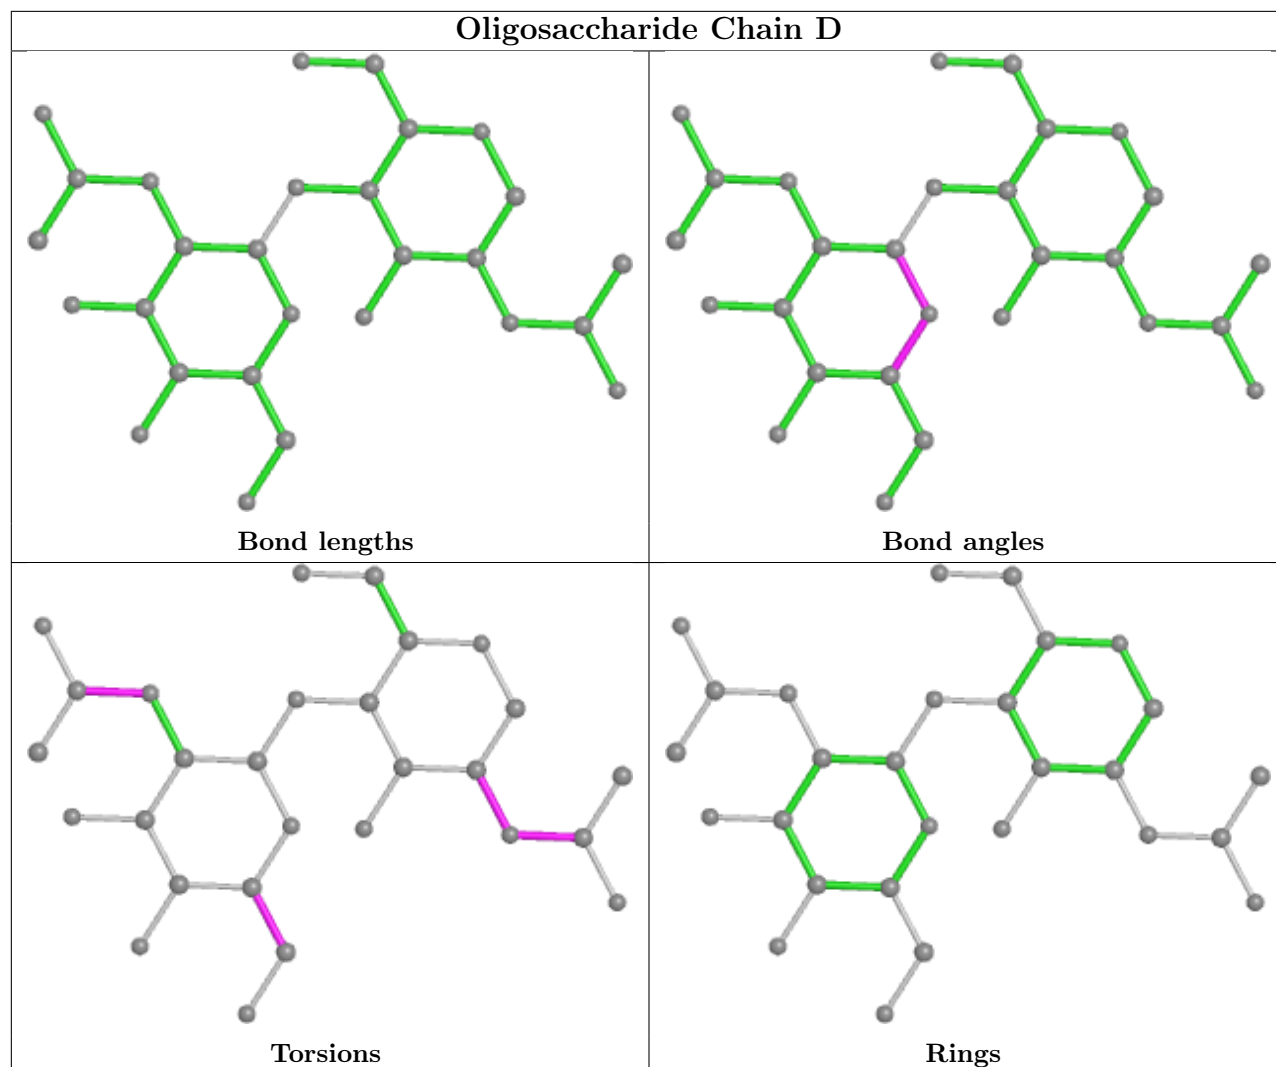 Oligosaccharide Chain D
Bond lengths
Bond angles
Torsions
Rings